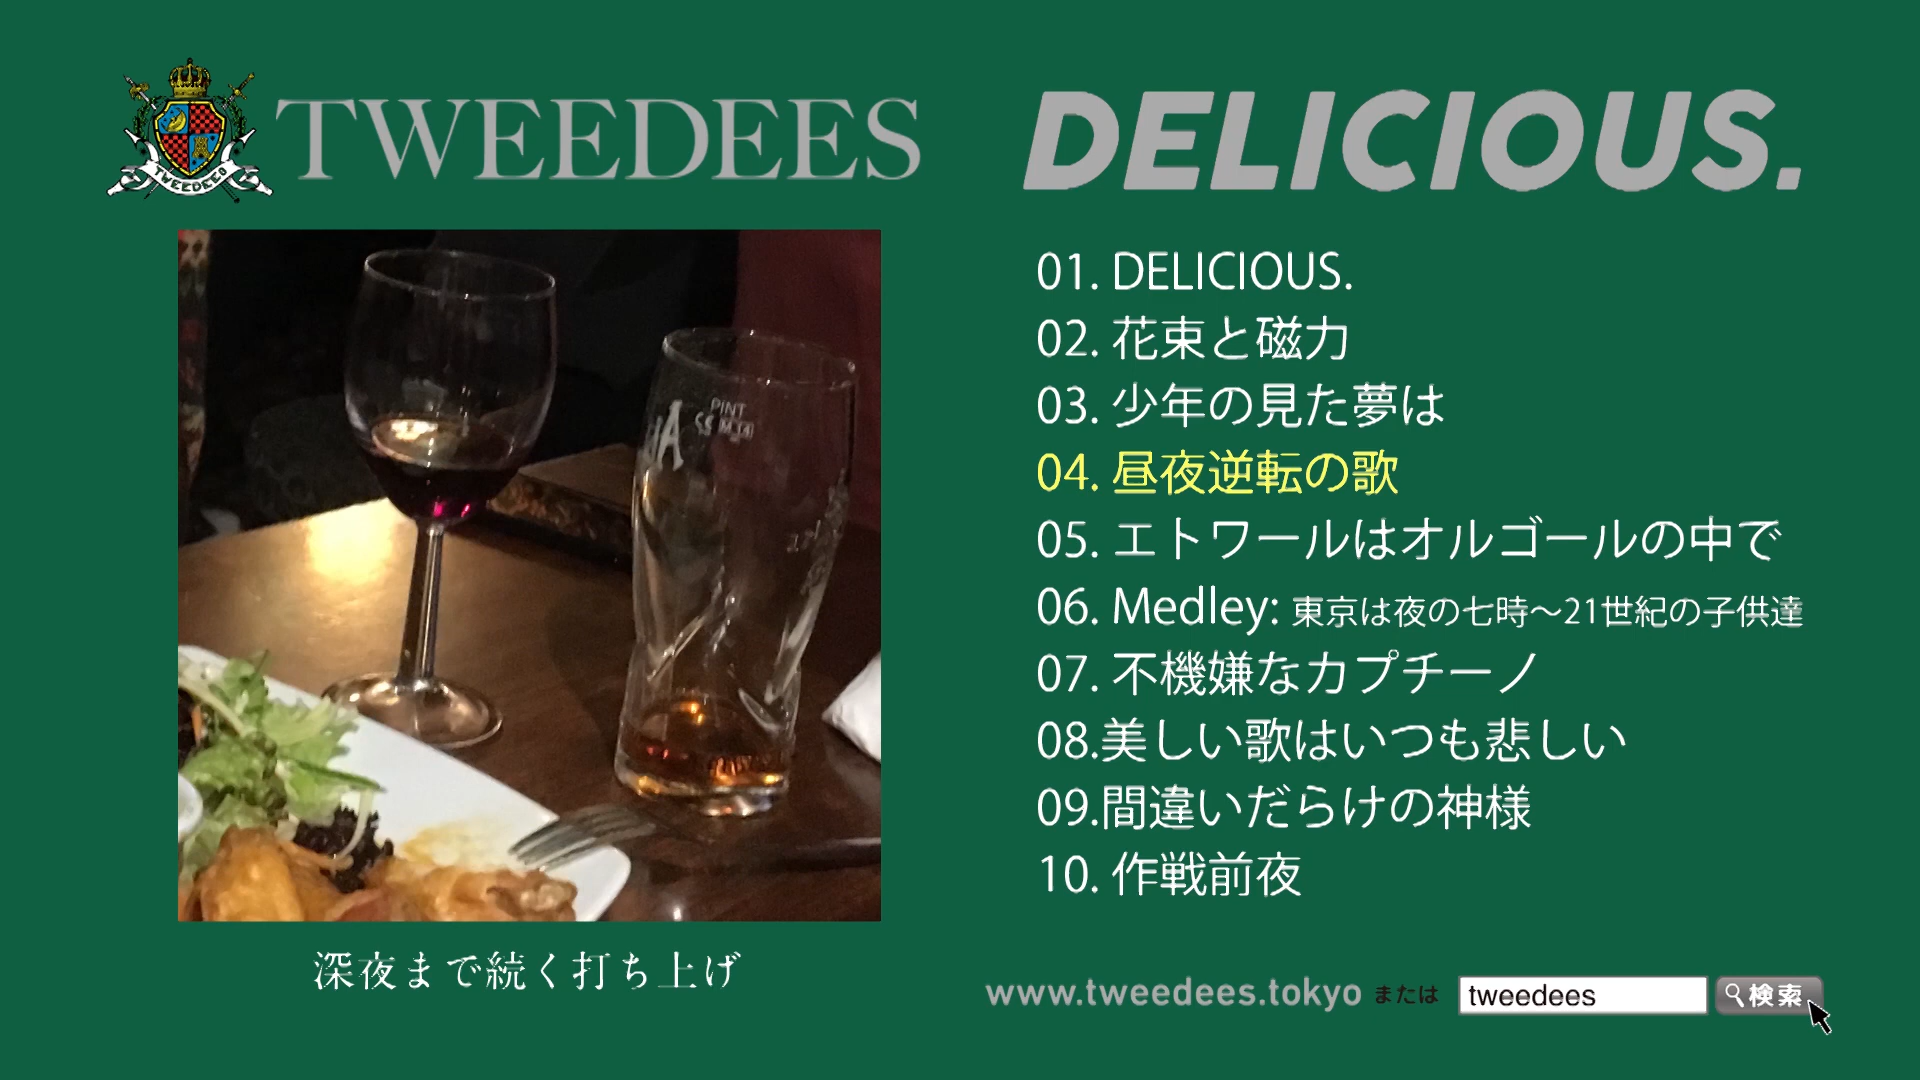 TWEEDEES
TWEEDEES
DELICIOUS.
01. DELICIOUS.
02. 花束と磁力
03. 少年の見た夢は
04. 昼夜逆転の歌
05. エトワールはオルゴールの中で
06. Medley: 東京は夜の七時～21世紀の子供達
07. 不機嫌なカプチーノ
08.美しい歌はいつも悲しい
09.間違いだらけの神様
10. 作戦前夜
PINT
深夜まで続く打ち上げ
www.tweedees.tokyo または tweedees 検索